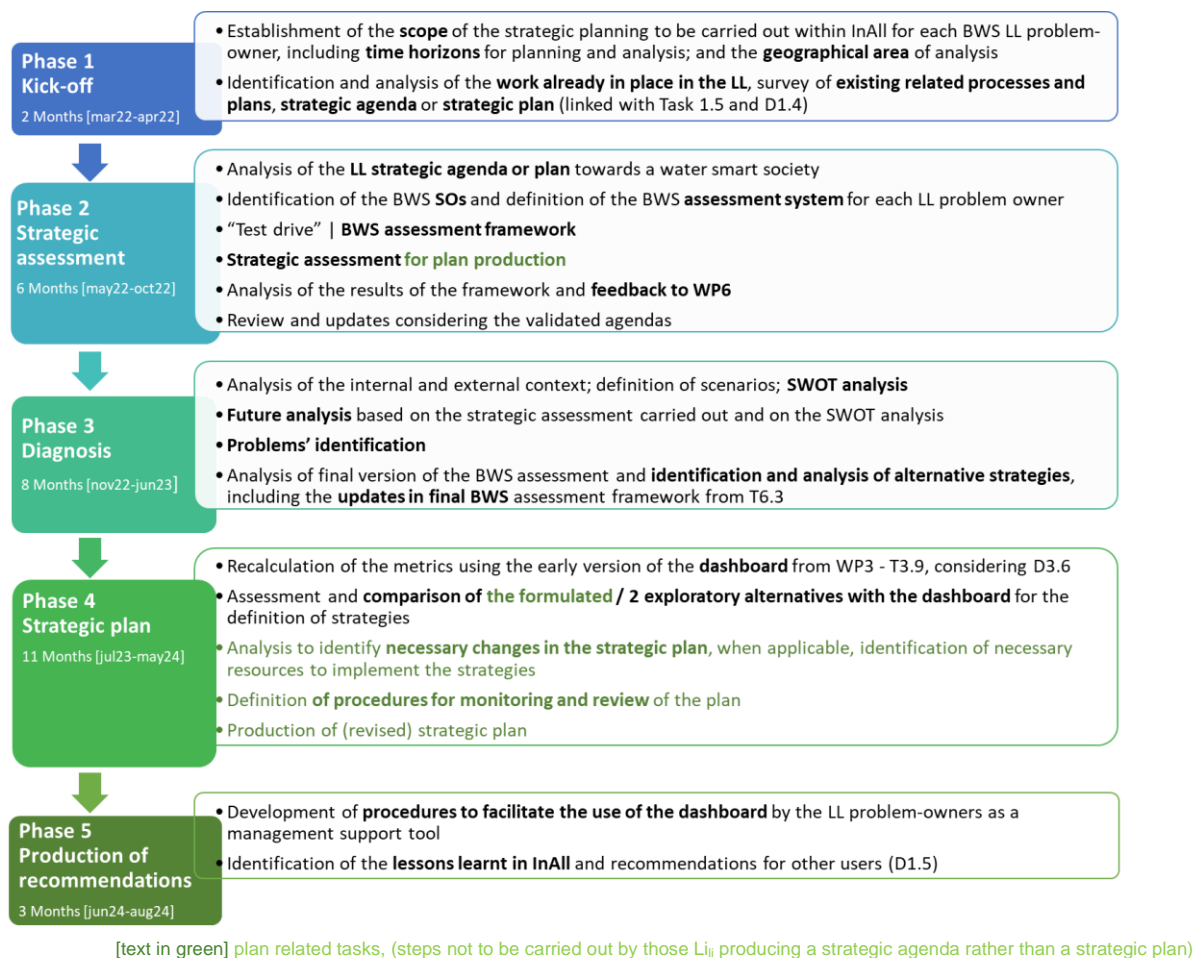 Phase 1
Kick-off
2 Months [mar22-apr22]
• Establishment of the scope of the strategic planning to be carried out within InAll for each BWS LL problem-
owner, including time horizons for planning and analysis; and the geographical area of analysis
• Identification and analysis of the work already in place in the LL, survey of existing related processes and
plans, strategic agenda or strategic plan (linked with Task 1.5 and D1.4)
Phase 2
Strategic
assessment
6 Months [may22-oct22]
• Analysis of the LL strategic agenda or plan towards a water smart society
• Identification of the BWS SOs and definition of the BWS assessment system for each LL problem owner
• “Test drive” | BWS assessment framework
• Strategic assessment for plan production
• Analysis of the results of the framework and feedback to WP6
• Review and updates considering the validated agendas
Phase 3
Diagnosis
8 Months [nov22-jun23]
• Analysis of the internal and external context; definition of scenarios; SWOT analysis
• Future analysis based on the strategic assessment carried out and on the SWOT analysis
• Problems’ identification
• Analysis of final version of the BWS assessment and identification and analysis of alternative strategies,
including the updates in final BWS assessment framework from T6.3
Phase 4
Strategic plan
11 Months [jul23-may24]
• Recalculation of the metrics using the early version of the dashboard from WP3 - T3.9, considering D3.6
• Assessment and comparison of the formulated / 2 exploratory alternatives with the dashboard for the
definition of strategies
• Analysis to identify necessary changes in the strategic plan, when applicable, identification of necessary
resources to implement the strategies
• Definition of procedures for monitoring and review of the plan
• Production of (revised) strategic plan
Phase 5
Production of
recommendations
3 Months [jun24-aug24]
• Development of procedures to facilitate the use of the dashboard by the LL problem-owners as a
management support tool
• Identification of the lessons learnt in InAll and recommendations for other users (D1.5)
[text in green] plan related tasks, (steps not to be carried out by those Lili producing a strategic agenda rather than a strategic plan)